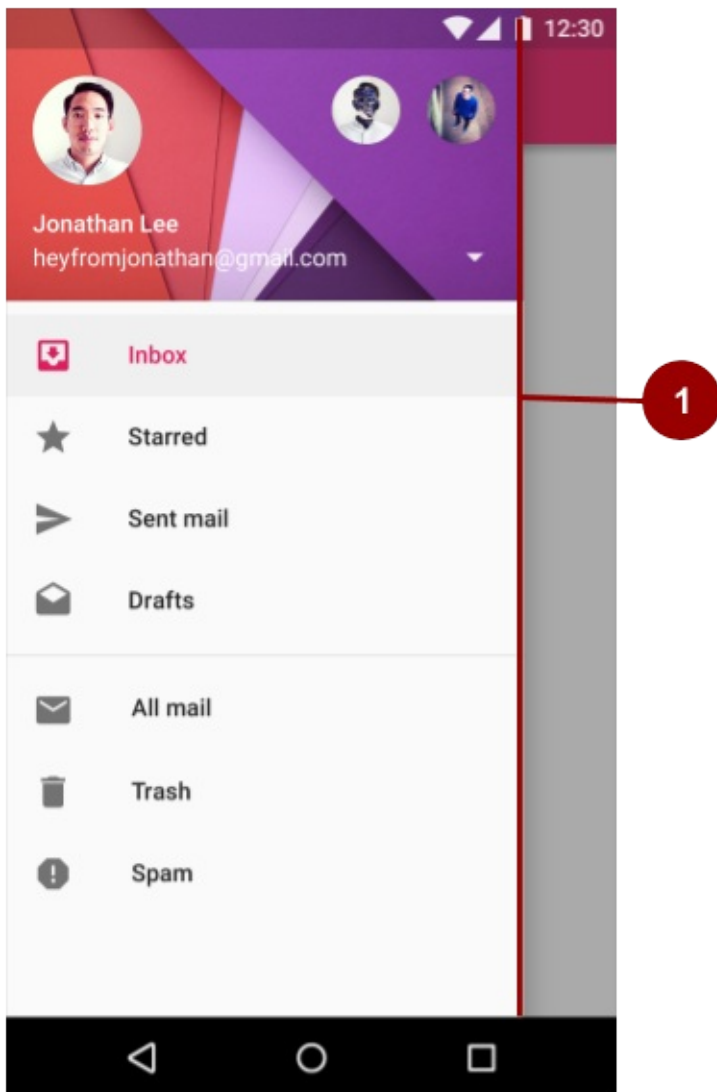 12:30
Jonathan Lee
heyfromjonathan@gmail.com
Inbox
1
Starred
Sent mail
Drafts
All mail
Trash
Spam